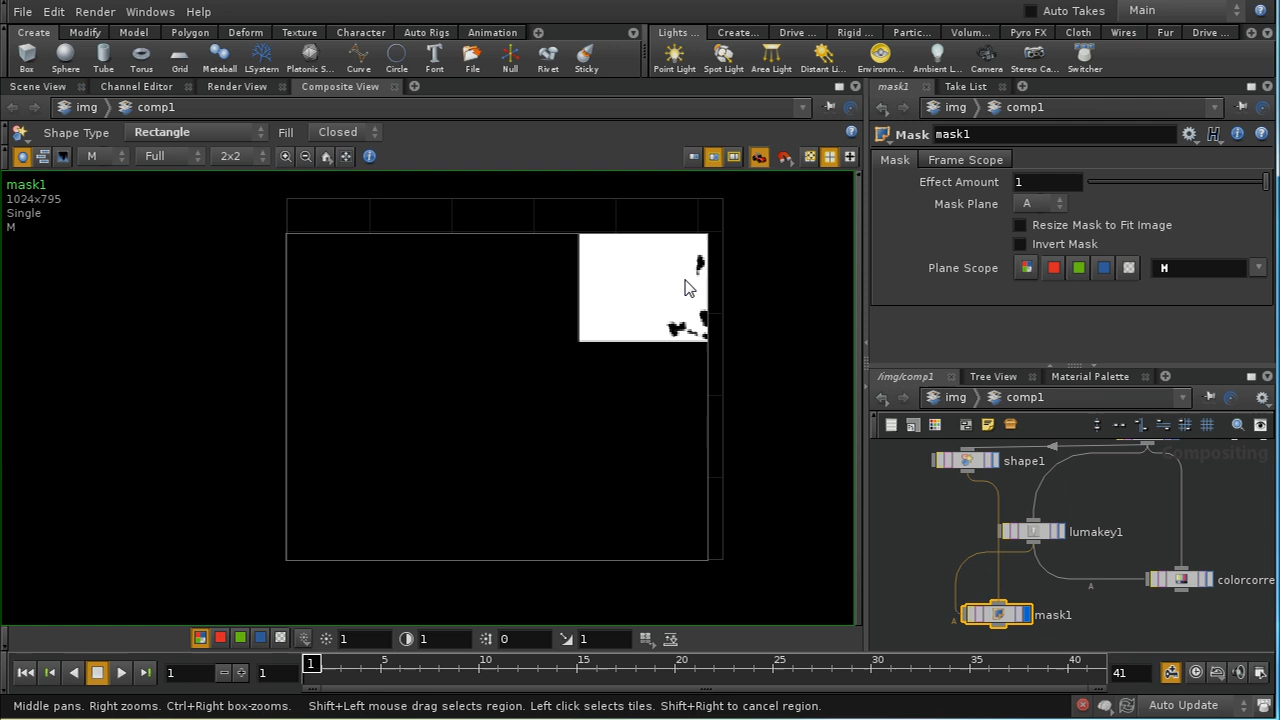 File Edit Render Windows Help Auto Takes Main
Create Modify Model Polygon Deform Texture Character Auto Rigs Animation Lights ... Create... Drive ... Rigid ... Partic... Volum... Pyro FX Cloth Wires Fur Drive ...
Box Sphere Tube Torus Grid Metaball LSystem Platonic S... Curve Circle Font File Null Rivet Sticky Point Light Spot Light Area Light Distant Li... Environm... Ambient L... Camera Stereo Ca... Switcher
Scene View Channel Editor Render View Composite View mask1 Take List
img comp1 img comp1
Shape Type Rectangle Fill Closed Mask mask1
M Full 2x2 Mask Frame Scope
mask1
1024x795
Single
M
Effect Amount 1
Mask Plane A
Resize Mask to Fit Image
Invert Mask
Plane Scope M
/img/comp1 Tree View Material Palette
img comp1
Compositing
shape1
lumakey1
colorcorre
A
mask1
A
1 1 0 1
1 1 1 5 10 15 20 25 30 35 40 41
Middle pans. Right zooms. Ctrl+Right box-zooms. Shift+Left mouse drag selects region. Left click selects tiles. Shift+Right to cancel region. Auto Update